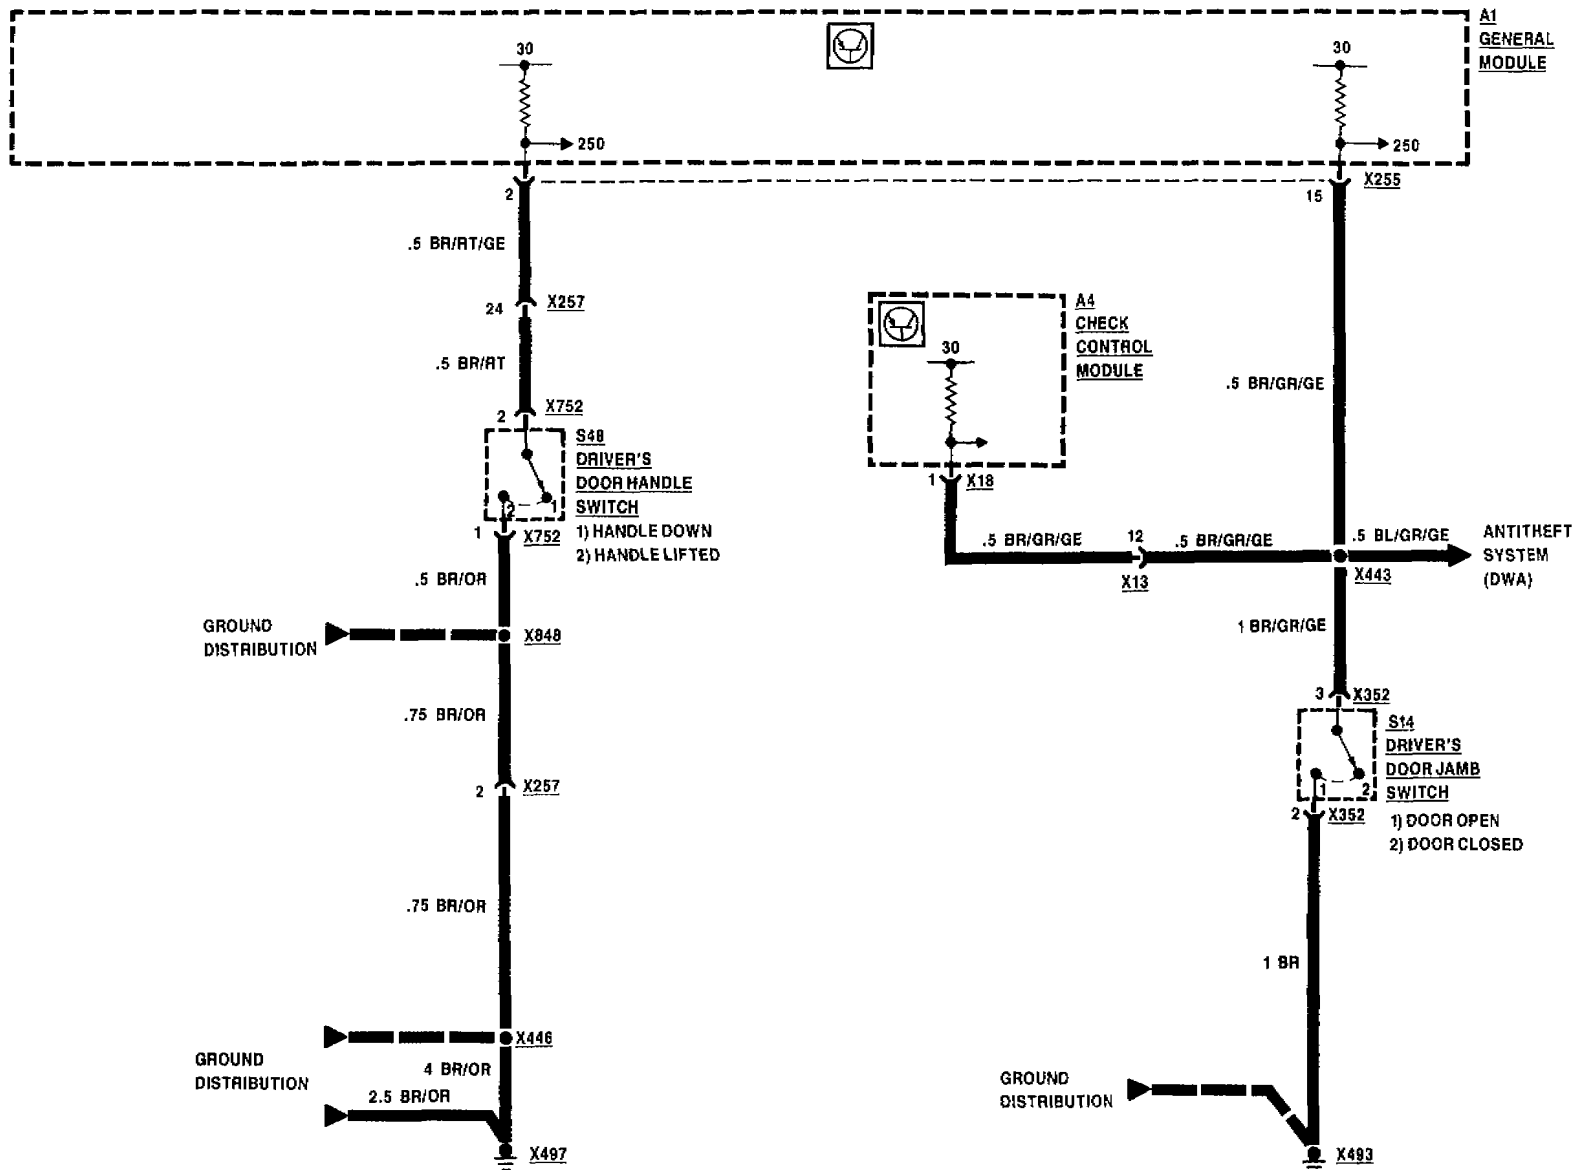 A1
GENERAL
MODULE
30
30
250
250
2
15
X255
.5 BR/RT/GE
24
X257
A4
CHECK
CONTROL
MODULE
30
.5 BR/RT
.5 BR/GR/GE
2
X752
S48
DRIVER'S
DOOR HANDLE
SWITCH
2
1
1
X752
1) HANDLE DOWN
2) HANDLE LIFTED
1
X18
.5 BR/GR/GE
12
X13
.5 BR/GR/GE
.5 BL/GR/GE
X443
ANTITHEFT
SYSTEM
(DWA)
.5 BR/OR
GROUND
DISTRIBUTION
X848
1 BR/GR/GE
3
X352
S14
DRIVER'S
DOOR JAMB
SWITCH
1
2
2
X352
1) DOOR OPEN
2) DOOR CLOSED
.75 BR/OR
2
X257
.75 BR/OR
1 BR
X446
GROUND
DISTRIBUTION
4 BR/OR
2.5 BR/OR
X497
GROUND
DISTRIBUTION
X493